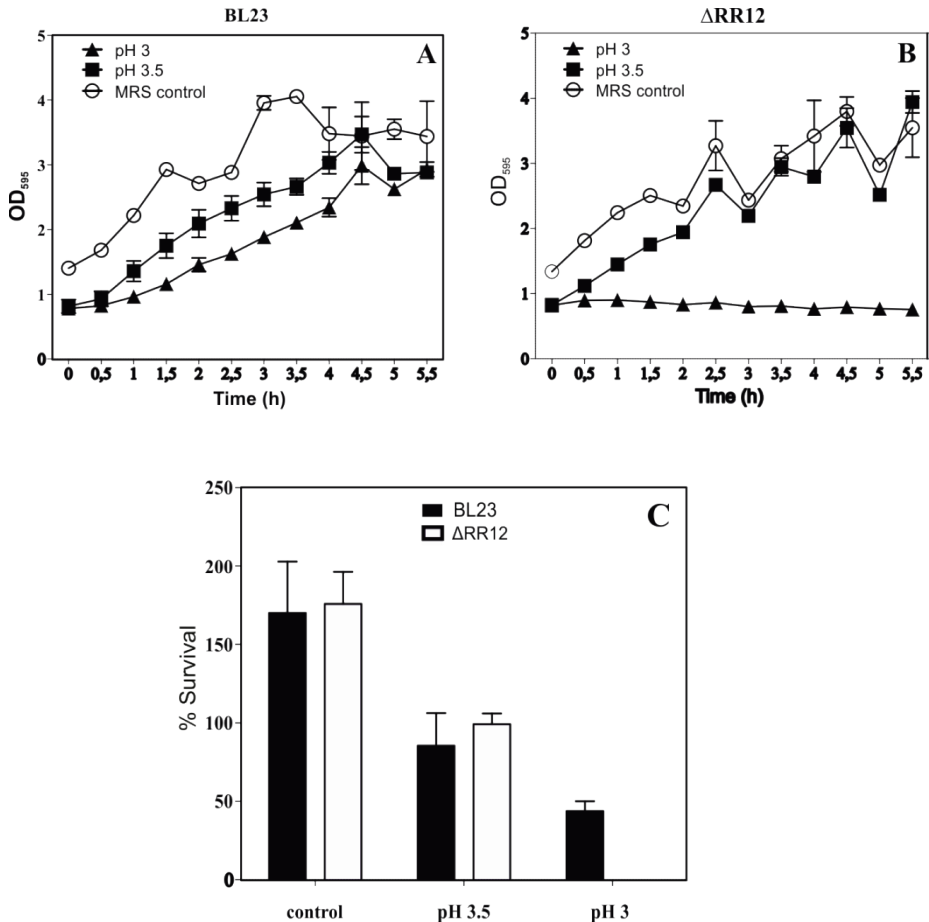 BL23
▲ pH 3
■ pH 3.5
○ MRS control
A
5
4
3
2
1
0
OD595
0 0,5 1 1,5 2 2,5 3 3,5 4 4,5 5 5,5
Time (h)
ΔRR12
▲ pH 3
■ pH 3.5
○ MRS control
B
5
4
3
2
1
0
OD595
0 0,5 1 1,5 2 2,5 3 3,5 4 4,5 5 5,5
Time (h)
BL23
ΔRR12
C
250
200
150
100
50
0
% Survival
control pH 3.5 pH 3